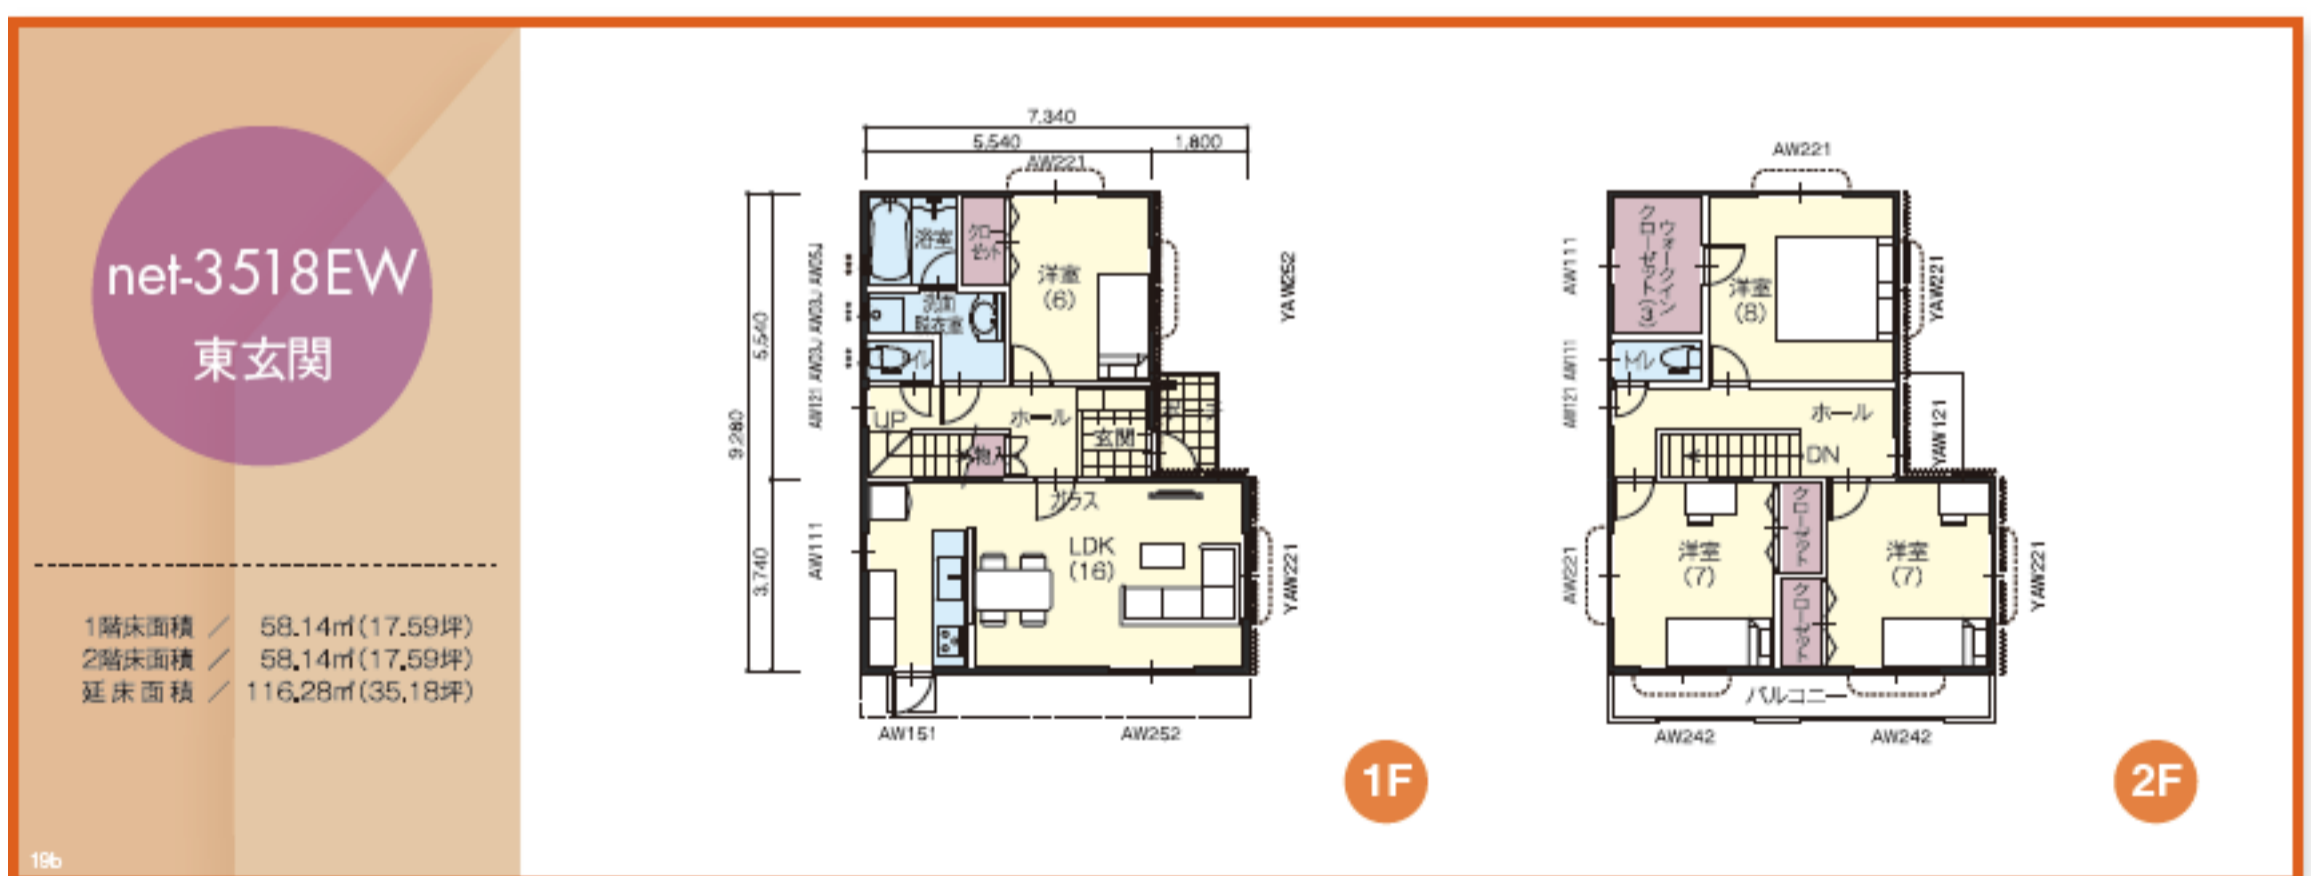 net-3518EW
東玄関
1階床面積 ／ 58.14㎡(17.59坪)
2階床面積 ／ 58.14㎡(17.59坪)
延床面積 ／ 116.28㎡(35.18坪)
19b
7,340
5,540
1,800
AW221
9,280
5,540
3,740
AW05J
AW03J
AW03J
AW121
AW111
浴室
クローゼット
洋室
(6)
洗面
脱衣室
トイレ
UP
ホール
玄関
物入
ガラス
LDK
(16)
YAW252
YAW221
AW151
AW252
1F
AW221
AW111
AW111
AW121
AW221
ウォークイン
クローゼット(3)
洋室
(8)
トイレ
ホール
DN
クローゼット
洋室
(7)
洋室
(7)
クローゼット
バルコニー
YAW221
YAW121
YAW221
AW242
AW242
2F